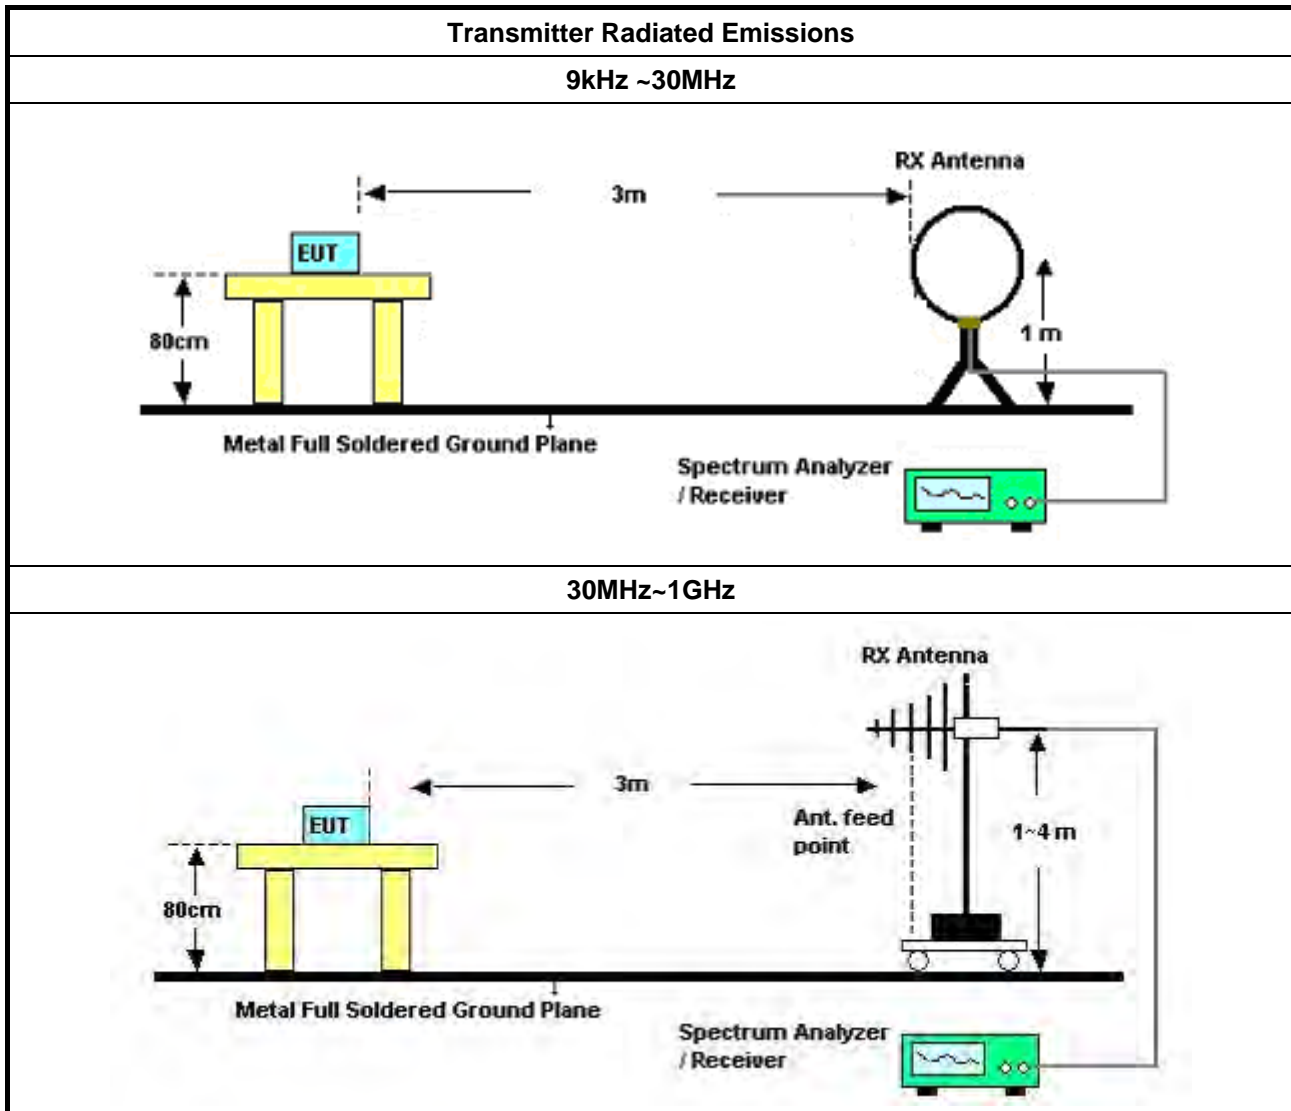 Transmitter Radiated Emissions
9kHz ~30MHz
RX Antenna
3m
EUT
80cm
1 m
Metal Full Soldered Ground Plane
Spectrum Analyzer
/ Receiver
30MHz~1GHz
RX Antenna
3m
EUT
Ant. feed
point
1~4 m
80cm
Metal Full Soldered Ground Plane
Spectrum Analyzer
/ Receiver